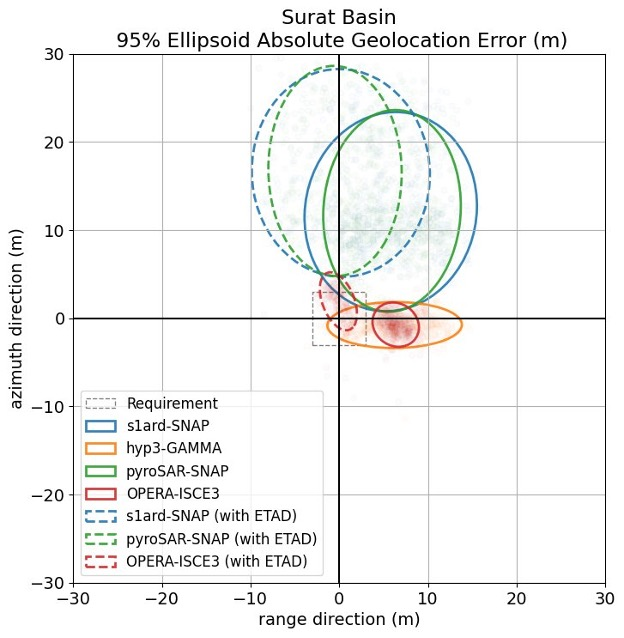 Surat Basin
95% Ellipsoid Absolute Geolocation Error (m)
30
20
10
0
−10
−20
−30
azimuth direction (m)
Requirement
s1ard-SNAP
hyp3-GAMMA
pyroSAR-SNAP
OPERA-ISCE3
s1ard-SNAP (with ETAD)
pyroSAR-SNAP (with ETAD)
OPERA-ISCE3 (with ETAD)
−30
−20
−10
0
10
20
30
range direction (m)